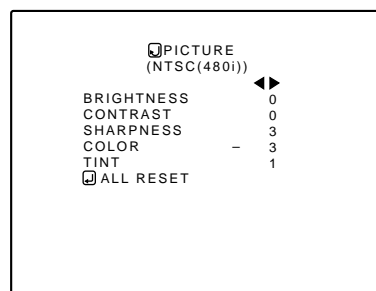 PICTURE
(NTSC(480i))
BRIGHTNESS 0
CONTRAST 0
SHARPNESS 3
COLOR – 3
TINT 1
ALL RESET